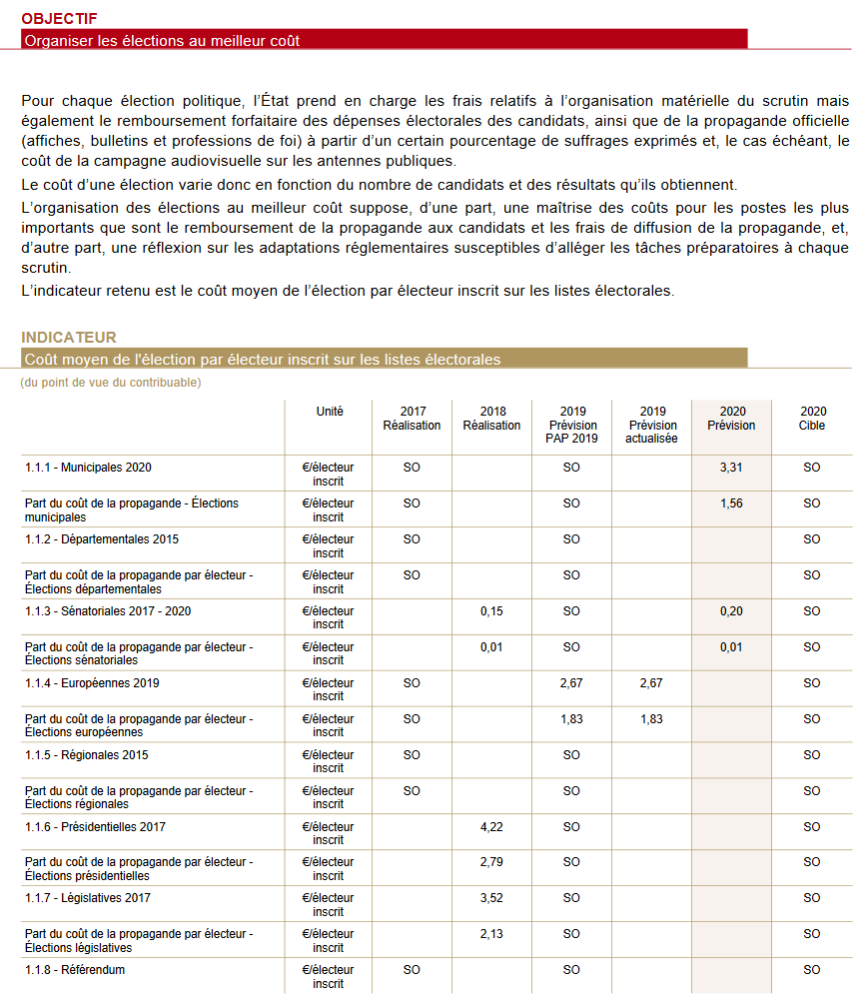 OBJECTIF
Organiser les élections au meilleur coût
Pour chaque élection politique, l’État prend en charge les frais relatifs à l’organisation matérielle du scrutin mais
également le remboursement forfaitaire des dépenses électorales des candidats, ainsi que de la propagande officielle
(affiches, bulletins et professions de foi) à partir d’un certain pourcentage de suffrages exprimés et, le cas échéant, le
coût de la campagne audiovisuelle sur les antennes publiques.
Le coût d’une élection varie donc en fonction du nombre de candidats et des résultats qu’ils obtiennent.
L’organisation des élections au meilleur coût suppose, d’une part, une maîtrise des coûts pour les postes les plus
importants que sont le remboursement de la propagande aux candidats et les frais de diffusion de la propagande, et,
d’autre part, une réflexion sur les adaptations réglementaires susceptibles d’alléger les tâches préparatoires à chaque
scrutin.
L’indicateur retenu est le coût moyen de l’élection par électeur inscrit sur les listes électorales.
INDICATEUR
Coût moyen de l'élection par électeur inscrit sur les listes électorales
(du point de vue du contribuable)
Unité 2017 2018 2019 2019 2020 2020
Réalisation Réalisation Prévision Prévision Prévision Cible
PAP 2019 actualisée
1.1.1 - Municipales 2020 €/électeur SO SO 3,31 SO
inscrit
Part du coût de la propagande - Élections €/électeur SO SO 1,56 SO
municipales inscrit
1.1.2 - Départementales 2015 €/électeur SO SO SO
inscrit
Part du coût de la propagande par électeur - €/électeur SO SO SO
Élections départementales inscrit
1.1.3 - Sénatoriales 2017 - 2020 €/électeur 0,15 SO 0,20 SO
inscrit
Part du coût de la propagande par électeur - €/électeur 0,01 SO 0,01 SO
Élections sénatoriales inscrit
1.1.4 - Européennes 2019 €/électeur SO 2,67 2,67 SO
inscrit
Part du coût de la propagande par électeur - €/électeur SO 1,83 1,83 SO
Élections européennes inscrit
1.1.5 - Régionales 2015 €/électeur SO SO SO
inscrit
Part du coût de la propagande par électeur - €/électeur SO SO SO
Élections régionales inscrit
1.1.6 - Présidentielles 2017 €/électeur 4,22 SO SO
inscrit
Part du coût de la propagande par électeur - €/électeur 2,79 SO SO
Élections présidentielles inscrit
1.1.7 - Législatives 2017 €/électeur 3,52 SO SO
inscrit
Part du coût de la propagande par électeur - €/électeur 2,13 SO SO
Élections législatives inscrit
1.1.8 - Référendum €/électeur SO SO SO
inscrit